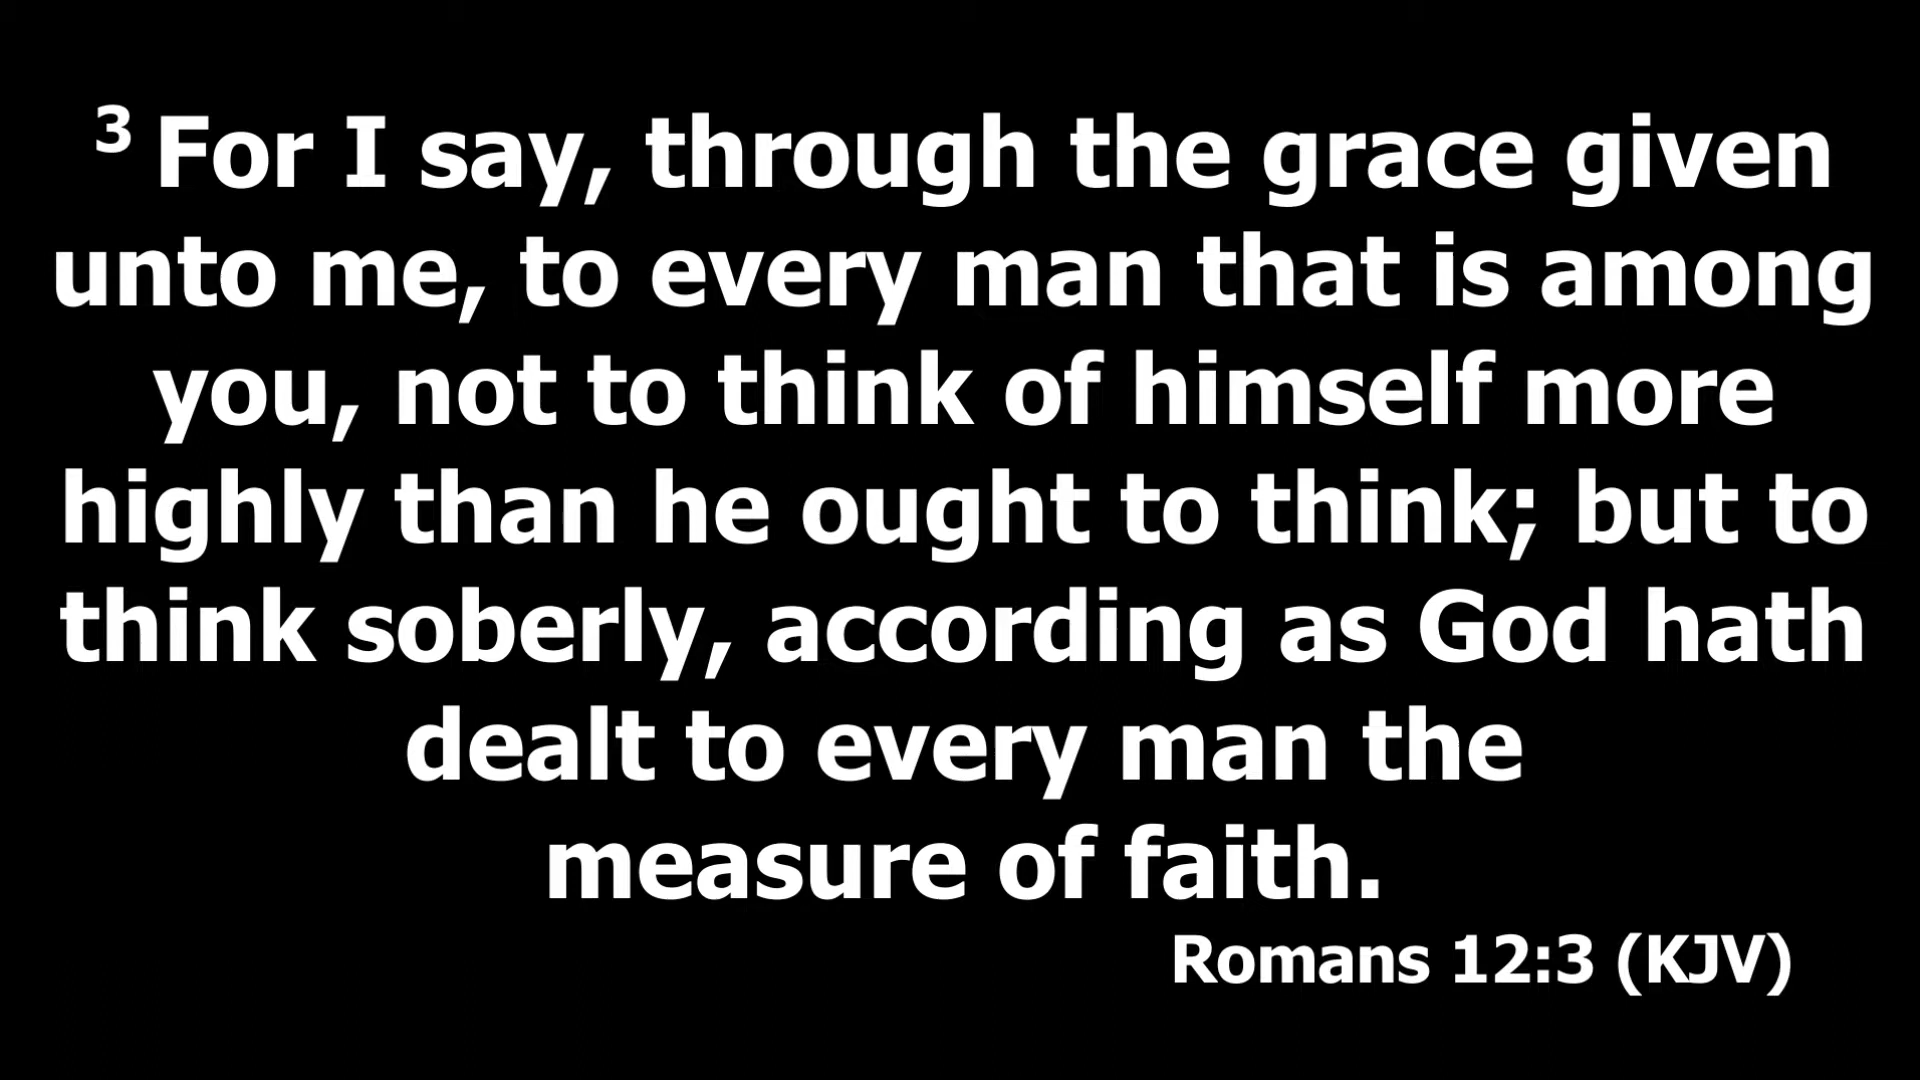 3 For I say, through the grace given
unto me, to every man that is among
you, not to think of himself more
highly than he ought to think; but to
think soberly, according as God hath
dealt to every man the
measure of faith.
Romans 12:3 (KJV)